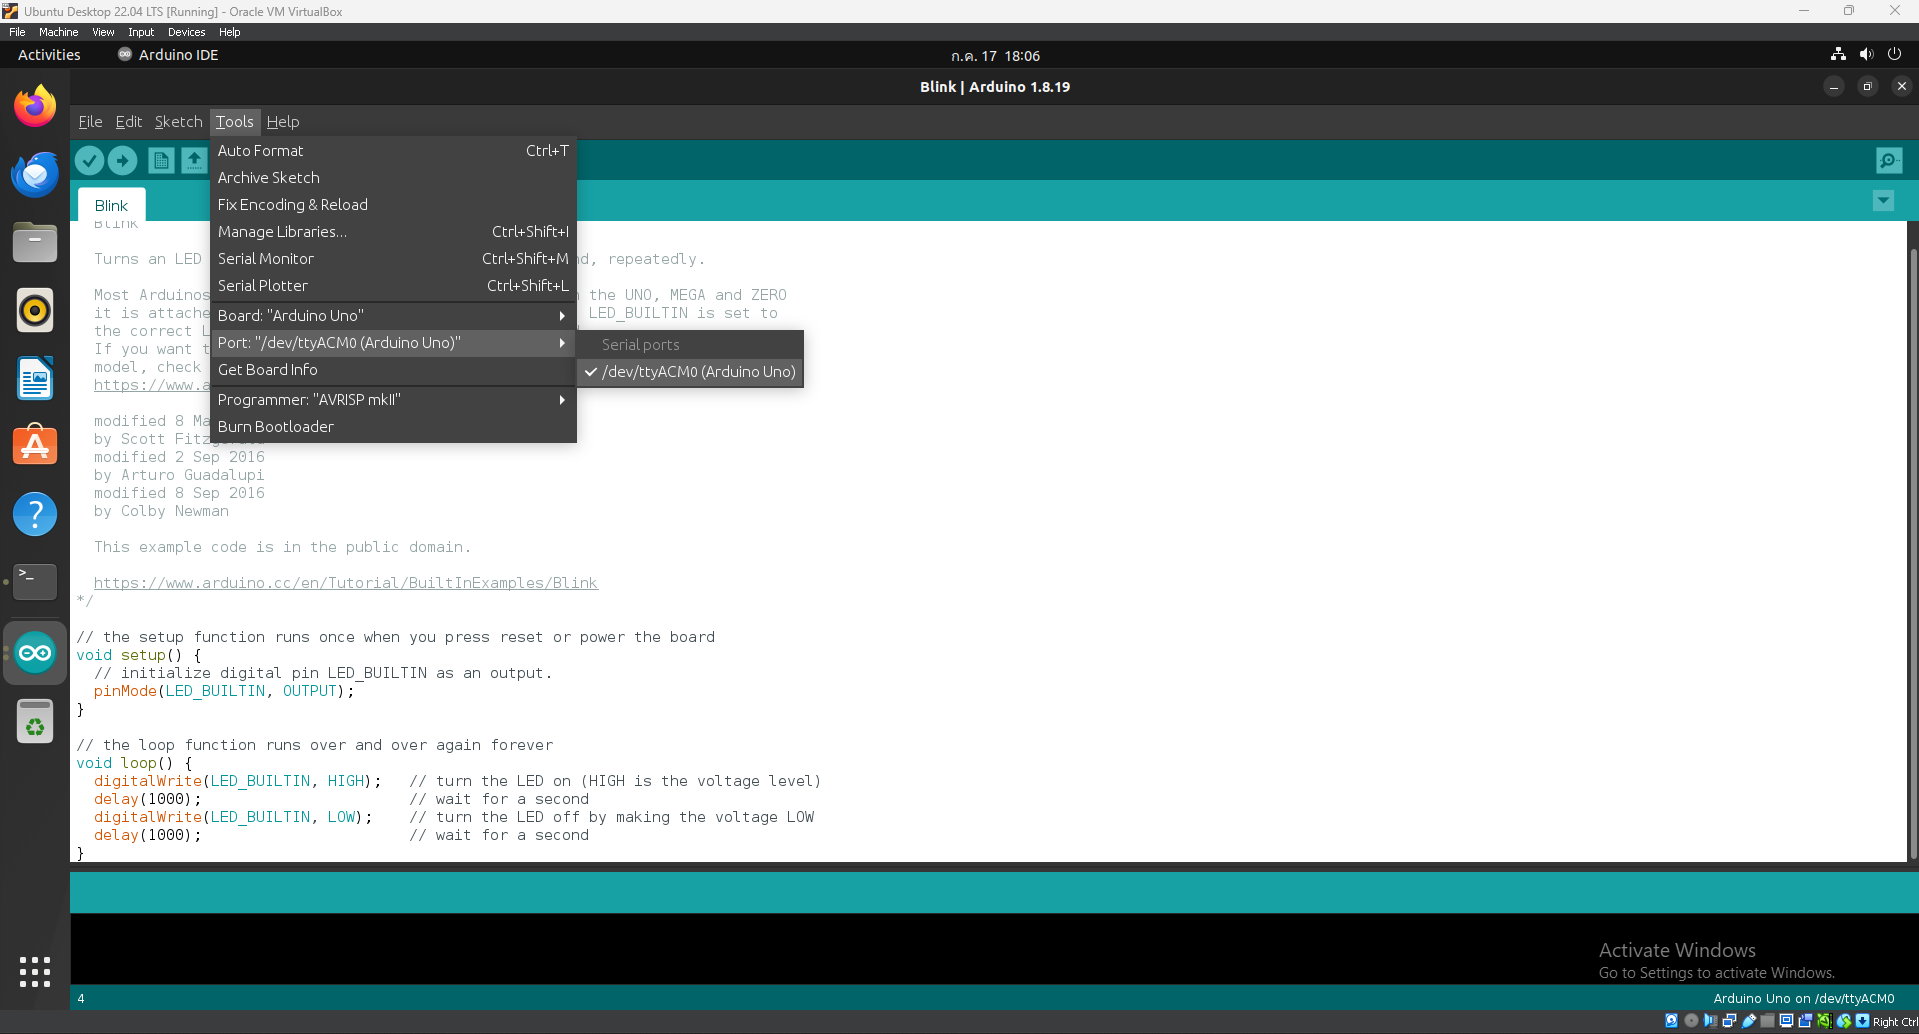 Ubuntu Desktop 22.04 LTS [Running] - Oracle VM VirtualBox
File Machine View Input Devices Help
Activities Arduino IDE ก.ค. 17 18:06
Blink | Arduino 1.8.19
File Edit Sketch Tools Help
Auto Format Ctrl+T
Archive Sketch
Fix Encoding & Reload
Manage Libraries... Ctrl+Shift+I
Serial Monitor Ctrl+Shift+M
Serial Plotter Ctrl+Shift+L
Board: "Arduino Uno"
Port: "/dev/ttyACM0 (Arduino Uno)"
Get Board Info
Programmer: "AVRISP mkII"
Burn Bootloader
Serial ports
/dev/ttyACM0 (Arduino Uno)
Blink
Blink
Turns an LED nd, repeatedly.
Most Arduinos the UNO, MEGA and ZERO
it is attache LED_BUILTIN is set to
the correct L
If you want t
model, check
https://www.a
modified 8 Ma
by Scott Fitzgerald
modified 2 Sep 2016
by Arturo Guadalupi
modified 8 Sep 2016
by Colby Newman
This example code is in the public domain.
https://www.arduino.cc/en/Tutorial/BuiltInExamples/Blink
*/
// the setup function runs once when you press reset or power the board
void setup() {
// initialize digital pin LED_BUILTIN as an output.
pinMode(LED_BUILTIN, OUTPUT);
}
// the loop function runs over and over again forever
void loop() {
digitalWrite(LED_BUILTIN, HIGH); // turn the LED on (HIGH is the voltage level)
delay(1000); // wait for a second
digitalWrite(LED_BUILTIN, LOW); // turn the LED off by making the voltage LOW
delay(1000); // wait for a second
}
Activate Windows
Go to Settings to activate Windows.
4 Arduino Uno on /dev/ttyACM0
Right Ctrl